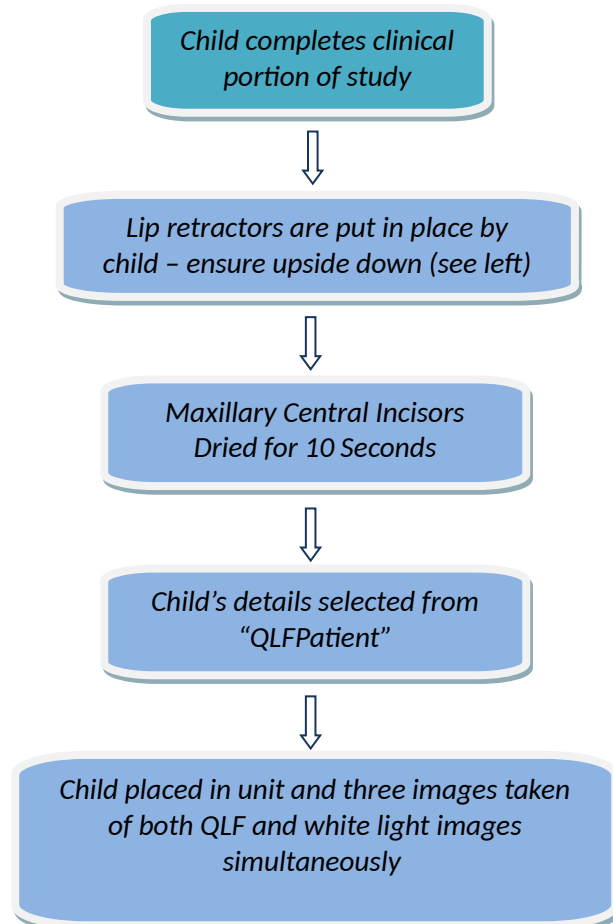 Child completes clinical
portion of study
Lip retractors are put in place by
child – ensure upside down (see left)
Maxillary Central Incisors
Dried for 10 Seconds
Child’s details selected from
“QLFPatient”
Child placed in unit and three images taken
of both QLF and white light images
simultaneously